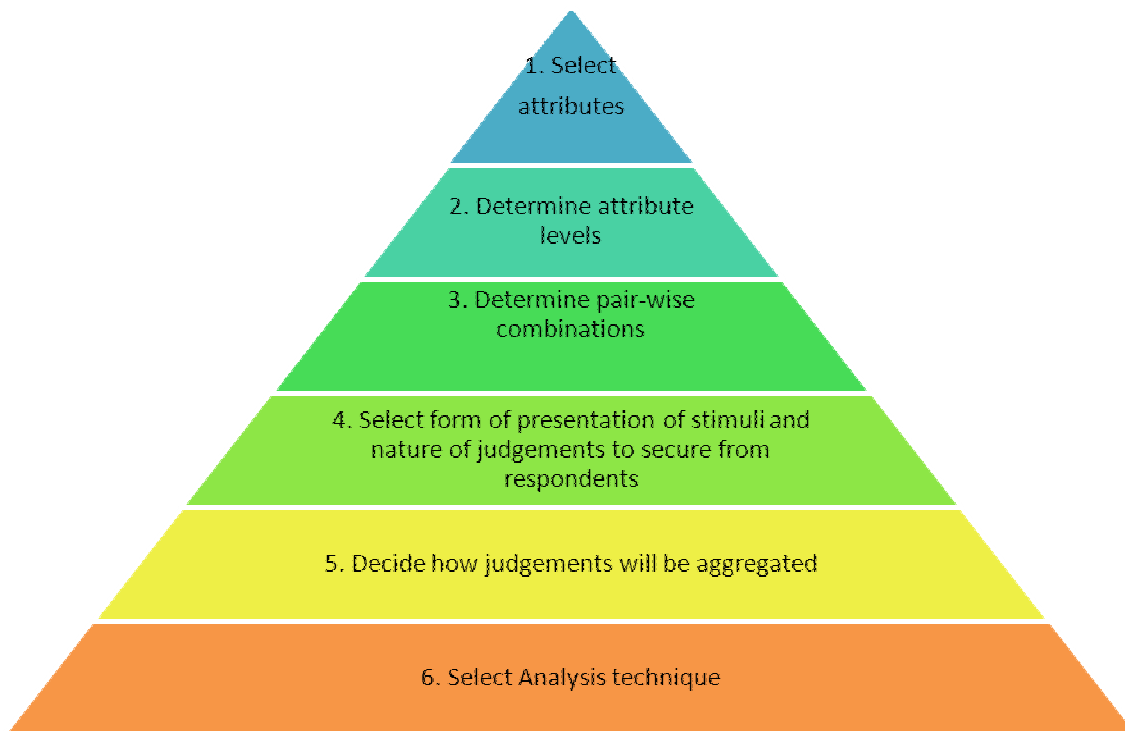 1. Select
attributes
2. Determine attribute
levels
3. Determine pair-wise
combinations
4. Select form of presentation of stimuli and
nature of judgements to secure from
respondents
5. Decide how judgements will be aggregated
6. Select Analysis technique